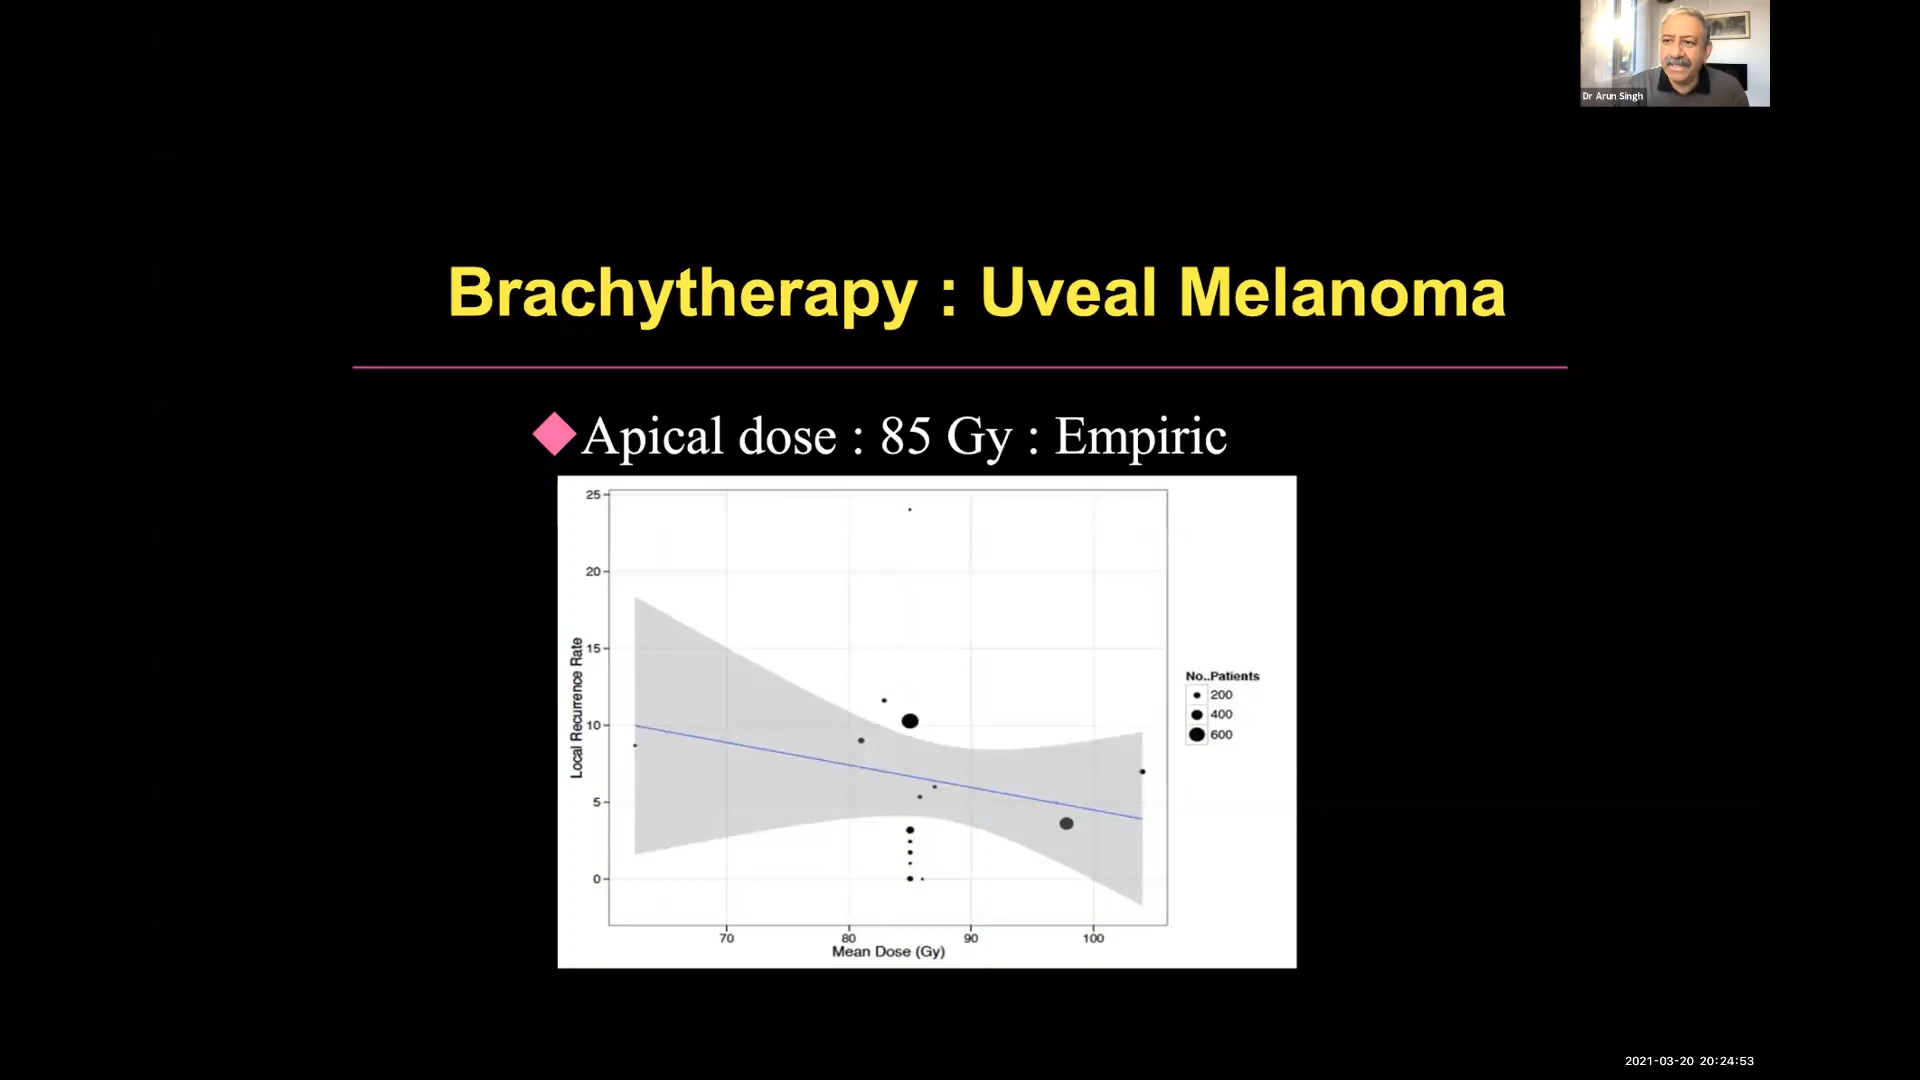 Dr Arun Singh
Brachytherapy : Uveal Melanoma
Apical dose : 85 Gy : Empiric
25
20
15
10
5
0
Local Recurrence Rate
70 80 90 100
Mean Dose (Gy)
No..Patients
200
400
600
2021-03-20 20:24:53